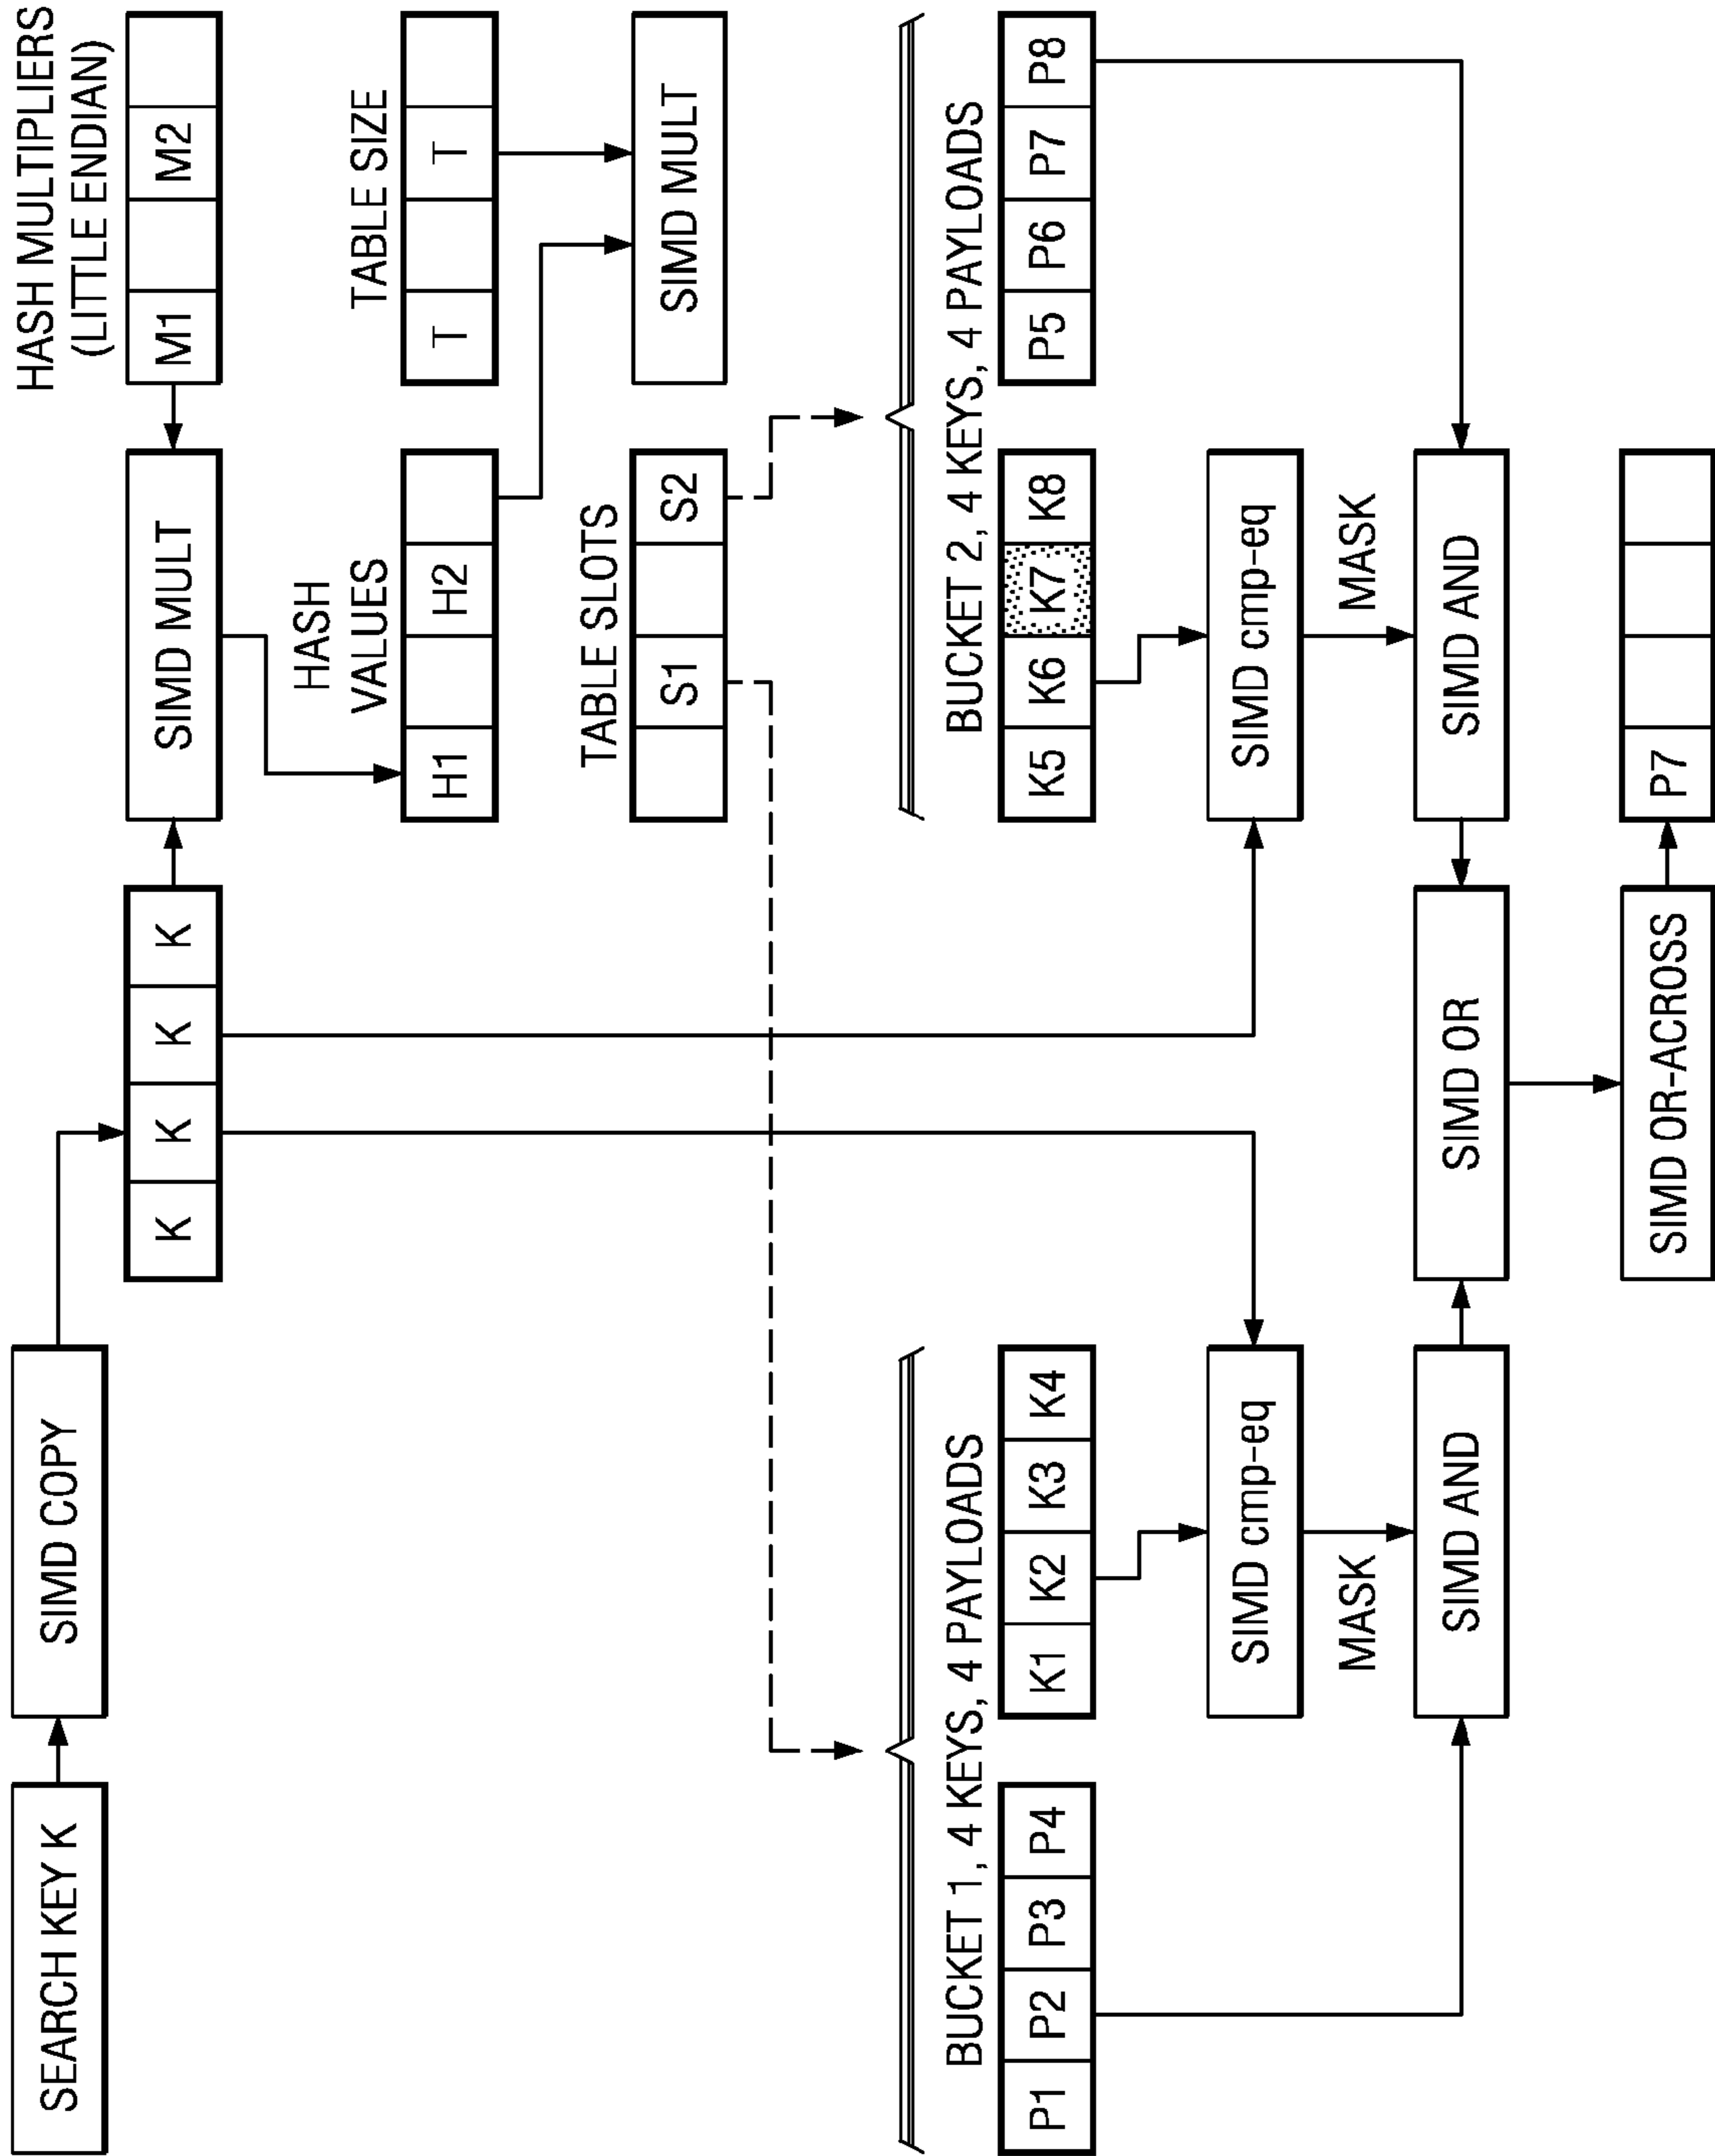 SEARCH KEY K
SIMD COPY
HASH MULTIPLIERS
(LITTLE ENDIAN)
K K K K
SIMD MULT
M1 M2
HASH
VALUES
TABLE SIZE
H1 H2
T T
TABLE SLOTS
S1 S2
SIMD MULT
BUCKET 1, 4 KEYS, 4 PAYLOADS
BUCKET 2, 4 KEYS, 4 PAYLOADS
P1 P2 P3 P4
K1 K2 K3 K4
K5 K6 K7 K8
P5 P6 P7 P8
SIMD cmp-eq
SIMD cmp-eq
MASK
MASK
SIMD AND
SIMD OR
SIMD AND
SIMD OR-ACROSS
P7